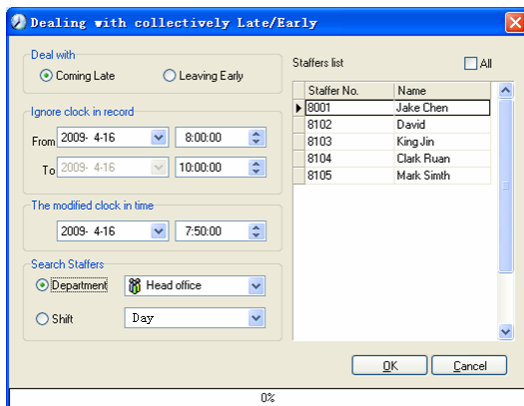 Dealing with collectively Late/Early
Deal with
Coming Late
Leaving Early
Ignore clock in record
From 2009- 4-16 8:00:00
To 2009- 4-16 10:00:00
The modified clock in time
2009- 4-16 7:50:00
Search Staffers
Department Head office
Shift Day
Staffers list All
Staffer No. Name
8001 Jake Chen
8102 David
8103 King Jin
8104 Clark Ruan
8105 Mark Simth
OK Cancel
0%